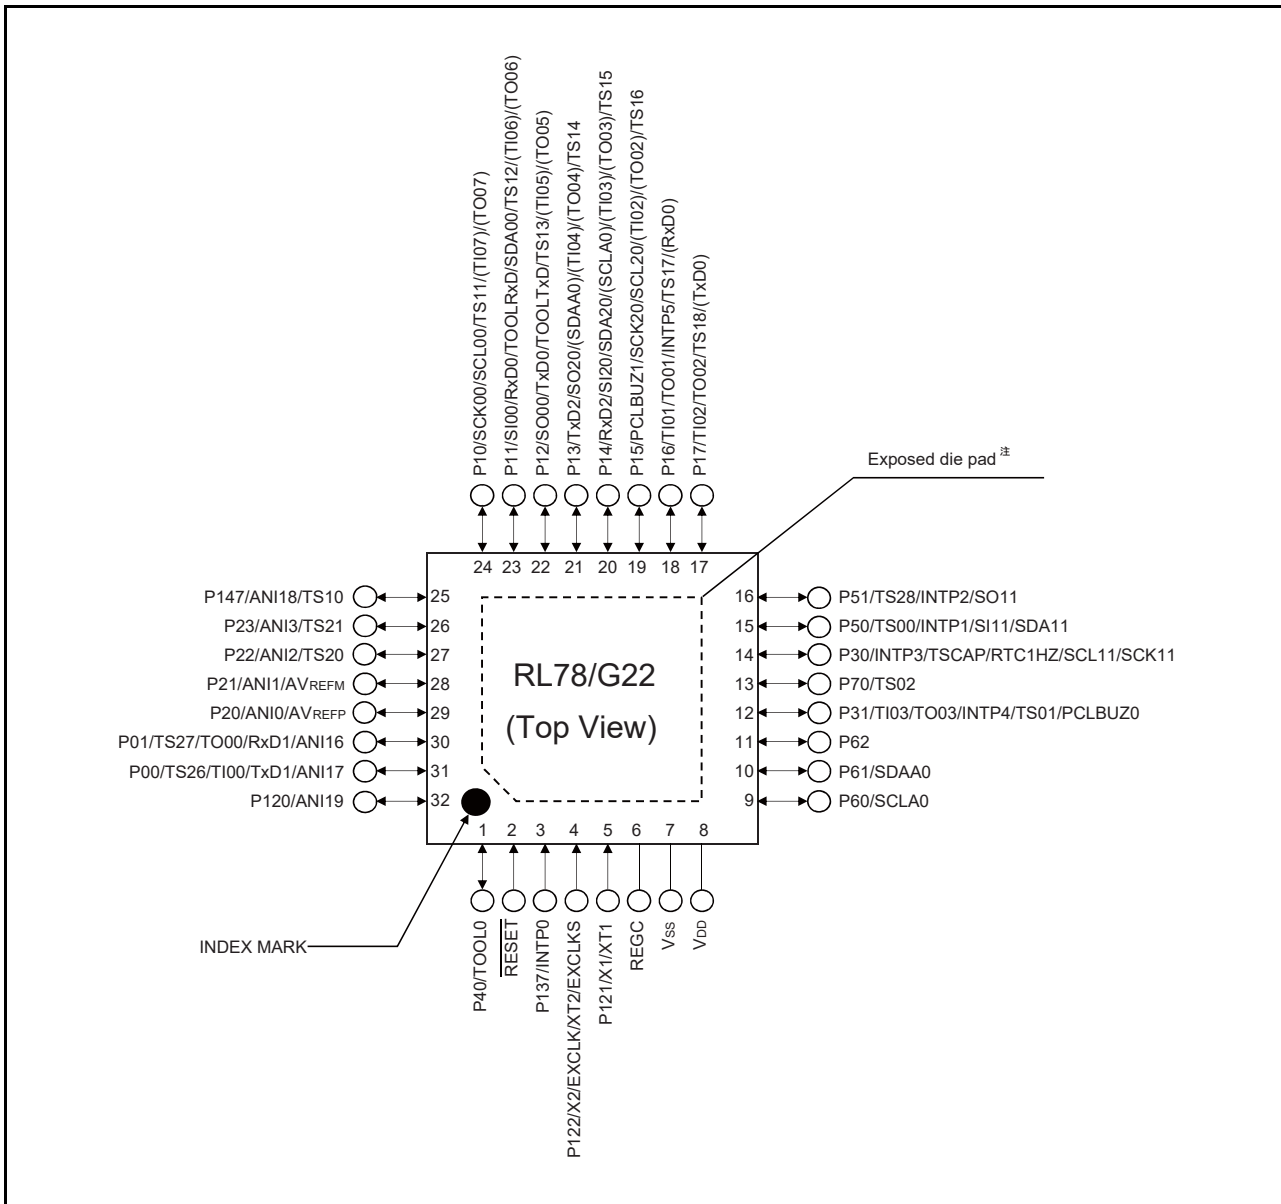 P10/SCK00/SCL00/TS11/(TI07)/(TO07)
P11/SI00/RxD0/TOOLRxD/SDA00/TS12/(TI06)/(TO06)
P12/SO00/TxD0/TOOLTxD/TS13/(TI05)/(TO05)
P13/TxD2/SO20/(SDAA0)/(TI04)/(TO04)/TS14
P14/RxD2/SI20/SDA20/(SCLA0)/(TI03)/(TO03)/TS15
P15/PCLBUZ1/SCK20/SCL20/(TI02)/(TO02)/TS16
P16/TI01/TO01/INTP5/TS17/(RxD0)
P17/TI02/TO02/TS18/(TxD0)
Exposed die pad 注
24 23 22 21 20 19 18 17
P147/ANI18/TS10 25
P23/ANI3/TS21 26
P22/ANI2/TS20 27
P21/ANI1/AVREFM 28
P20/ANI0/AVREFP 29
P01/TS27/TO00/RxD1/ANI16 30
P00/TS26/TI00/TxD1/ANI17 31
P120/ANI19 32
RL78/G22
(Top View)
16 P51/TS28/INTP2/SO11
15 P50/TS00/INTP1/SI11/SDA11
14 P30/INTP3/TSCAP/RTC1HZ/SCL11/SCK11
13 P70/TS02
12 P31/TI03/TO03/INTP4/TS01/PCLBUZ0
11 P62
10 P61/SDAA0
9 P60/SCLA0
1 2 3 4 5 6 7 8
INDEX MARK
P40/TOOL0
RESET
P137/INTP0
P122/X2/EXCLK/XT2/EXCLKS
P121/X1/XT1
REGC
VSS
VDD